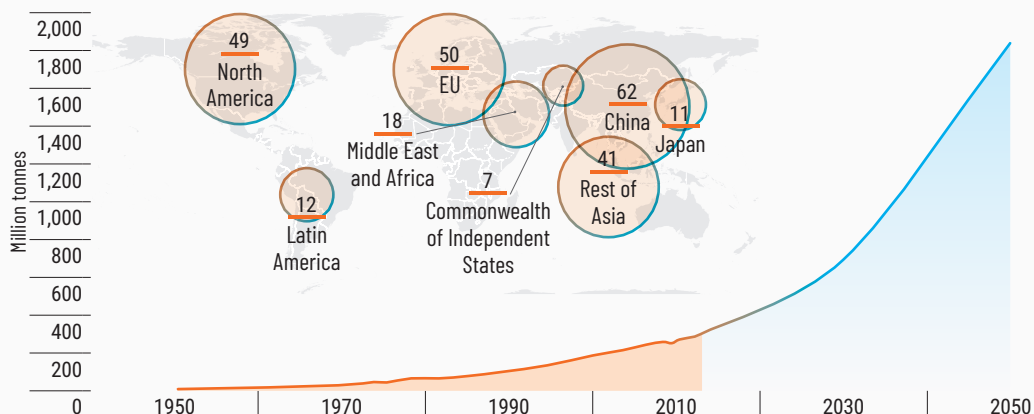 2,000
1,800
1,600
1,400
1,200
1,000
800
600
400
200
0
Million tonnes
49
North
America
50
EU
18
Middle East
and Africa
62
China
11
Japan
41
Rest of
Asia
7
Commonwealth
of Independent
States
12
Latin
America
1950
1970
1990
2010
2030
2050